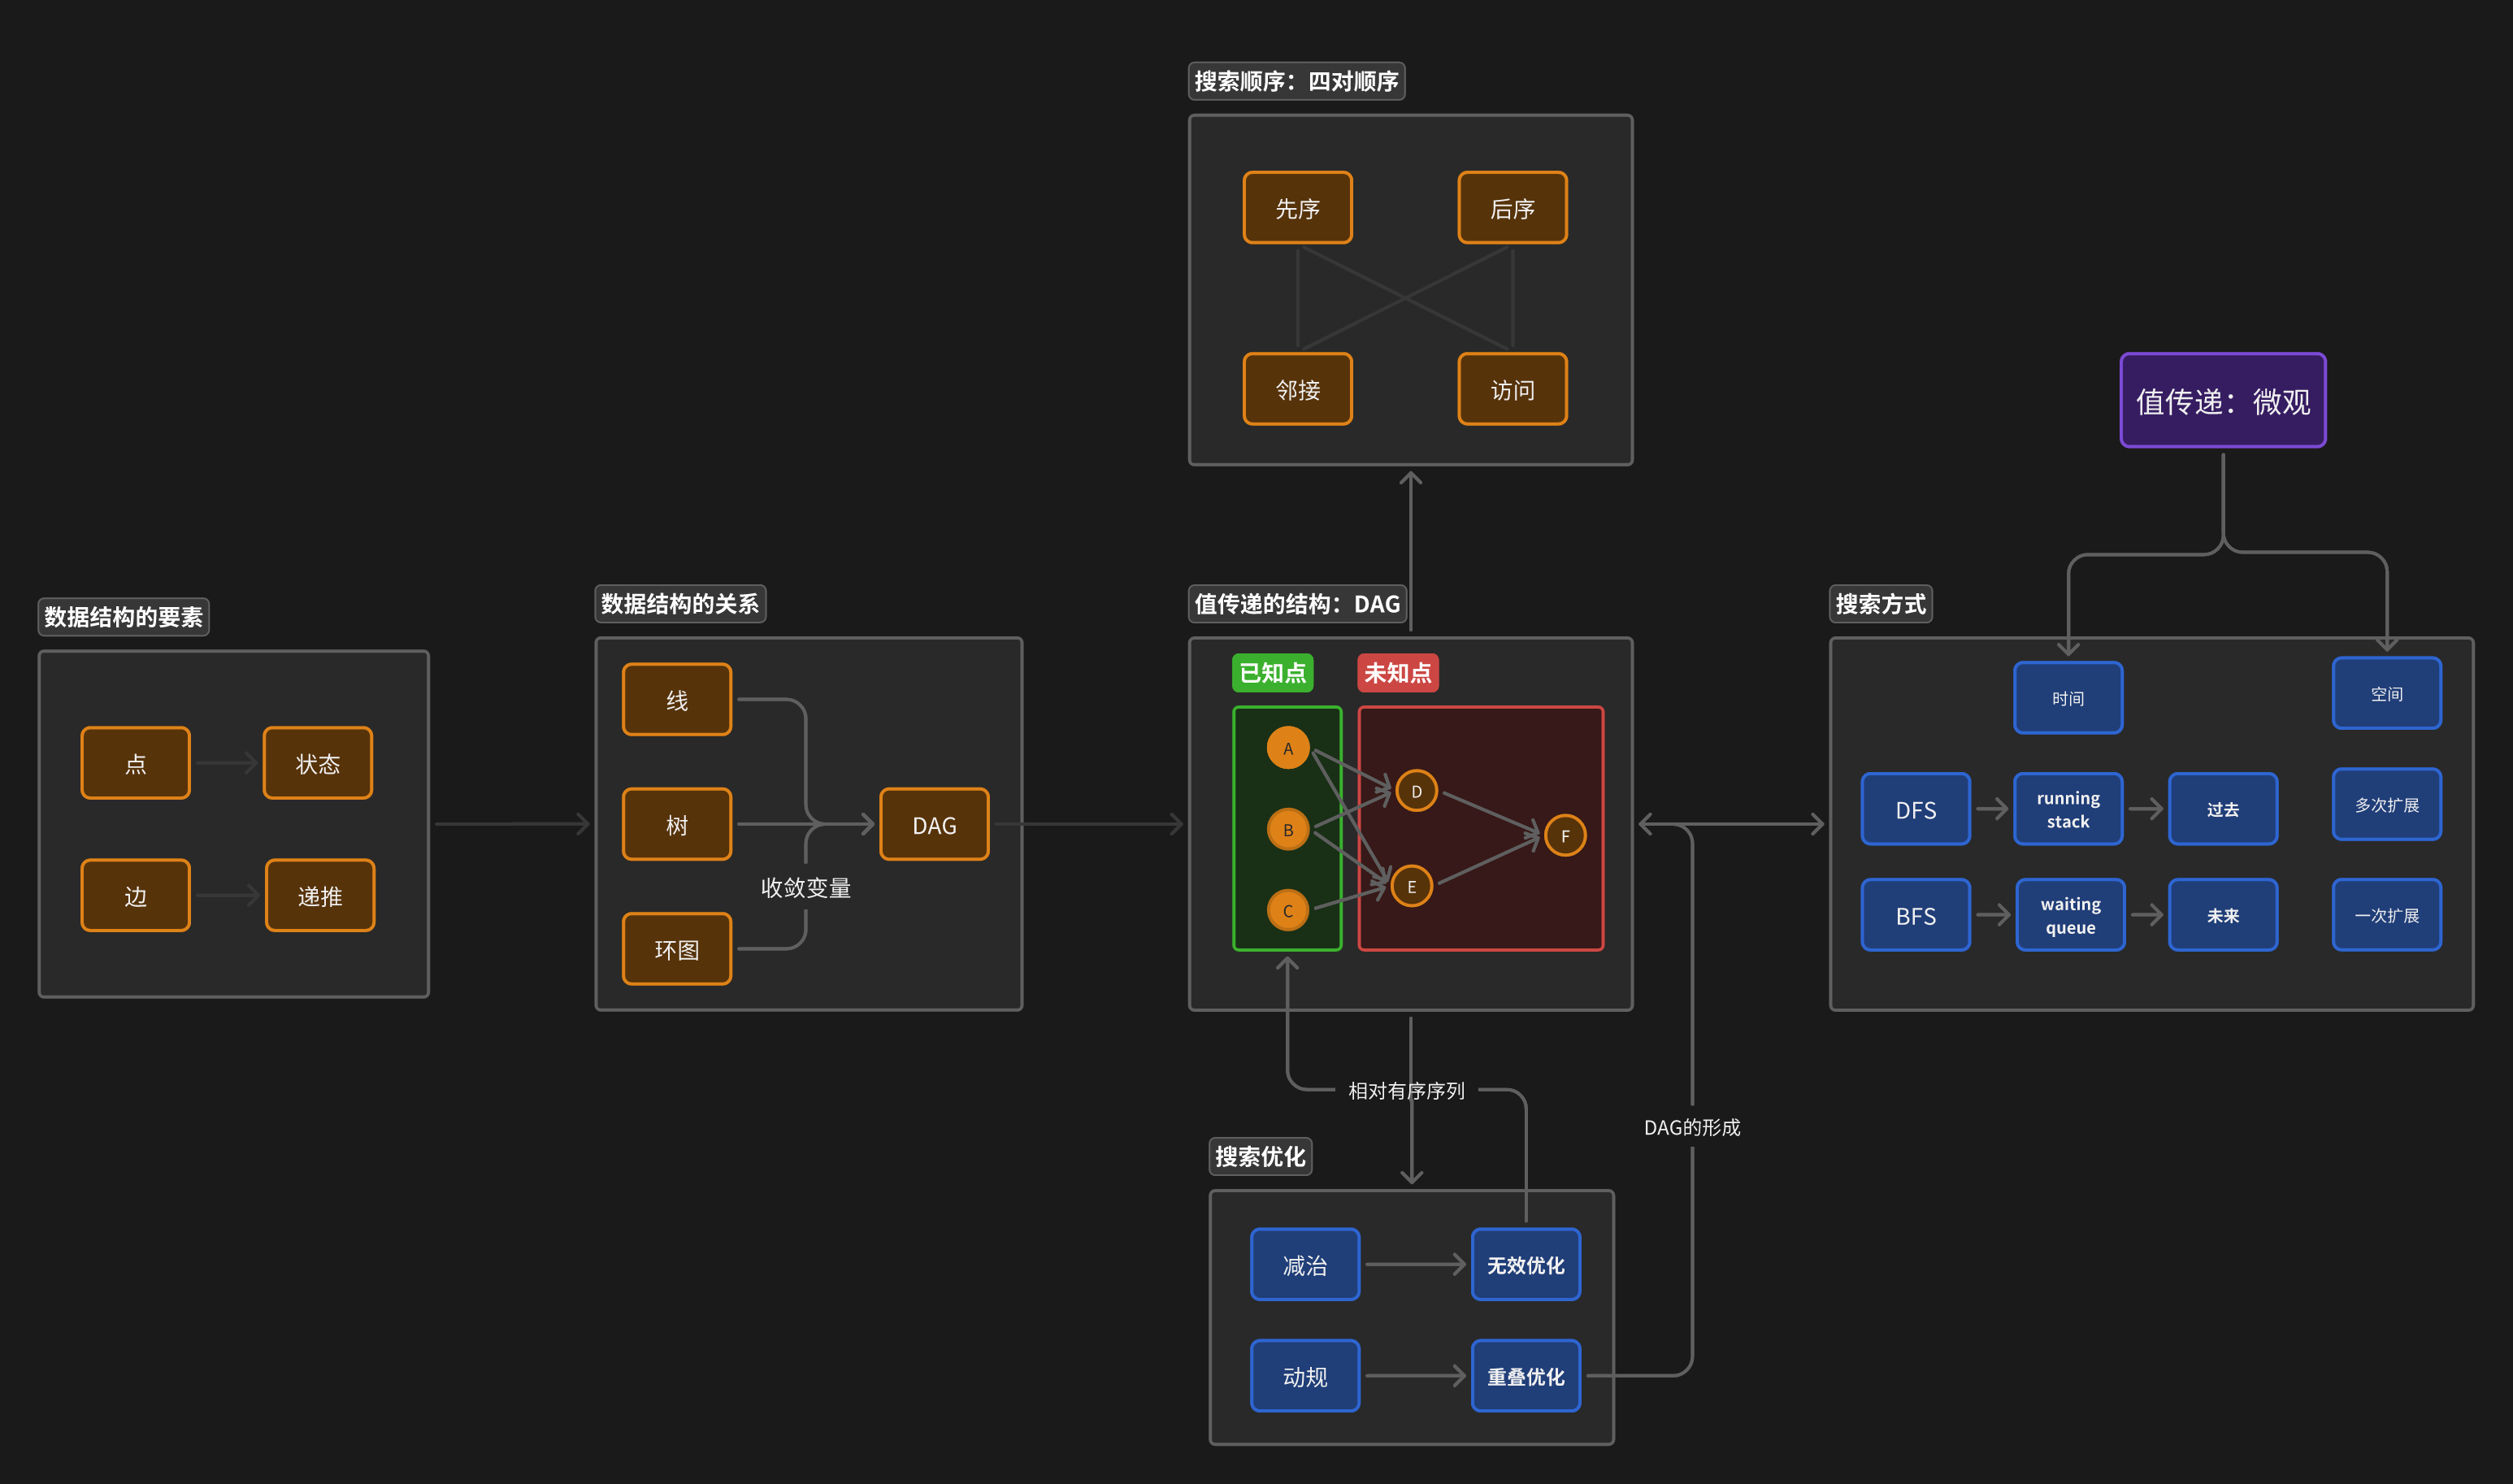 搜索顺序：四对顺序
先序
后序
邻接
访问
值传递：微观
数据结构的要素
点
状态
边
递推
数据结构的关系
线
树
环图
收敛变量
DAG
值传递的结构：DAG
已知点
未知点
A
B
C
D
E
F
搜索方式
时间
空间
DFS
running
stack
过去
多次扩展
BFS
waiting
queue
未来
一次扩展
相对有序序列
DAG的形成
搜索优化
减治
无效优化
动规
重叠优化